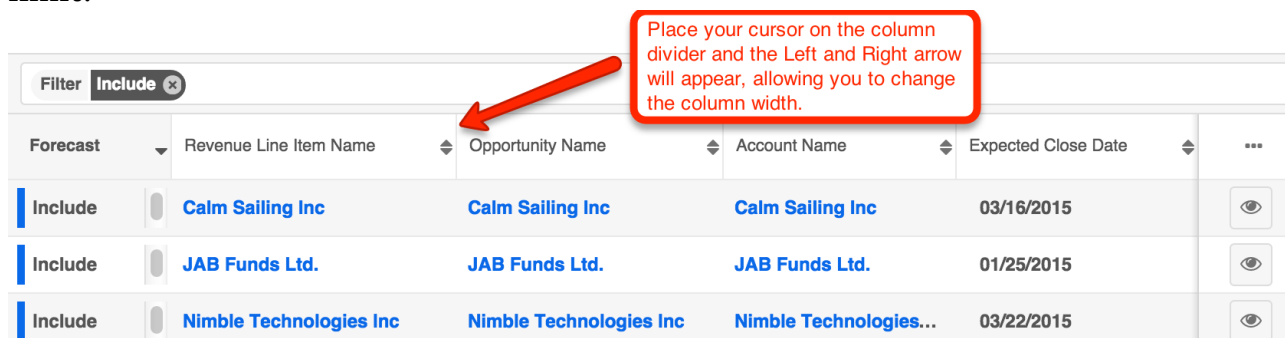 Place your cursor on the column
divider and the Left and Right arrow
will appear, allowing you to change
the column width.
Filter Include
Forecast Revenue Line Item Name Opportunity Name Account Name Expected Close Date
Include Calm Sailing Inc Calm Sailing Inc Calm Sailing Inc 03/16/2015
Include JAB Funds Ltd. JAB Funds Ltd. JAB Funds Ltd. 01/25/2015
Include Nimble Technologies Inc Nimble Technologies Inc Nimble Technologies... 03/22/2015